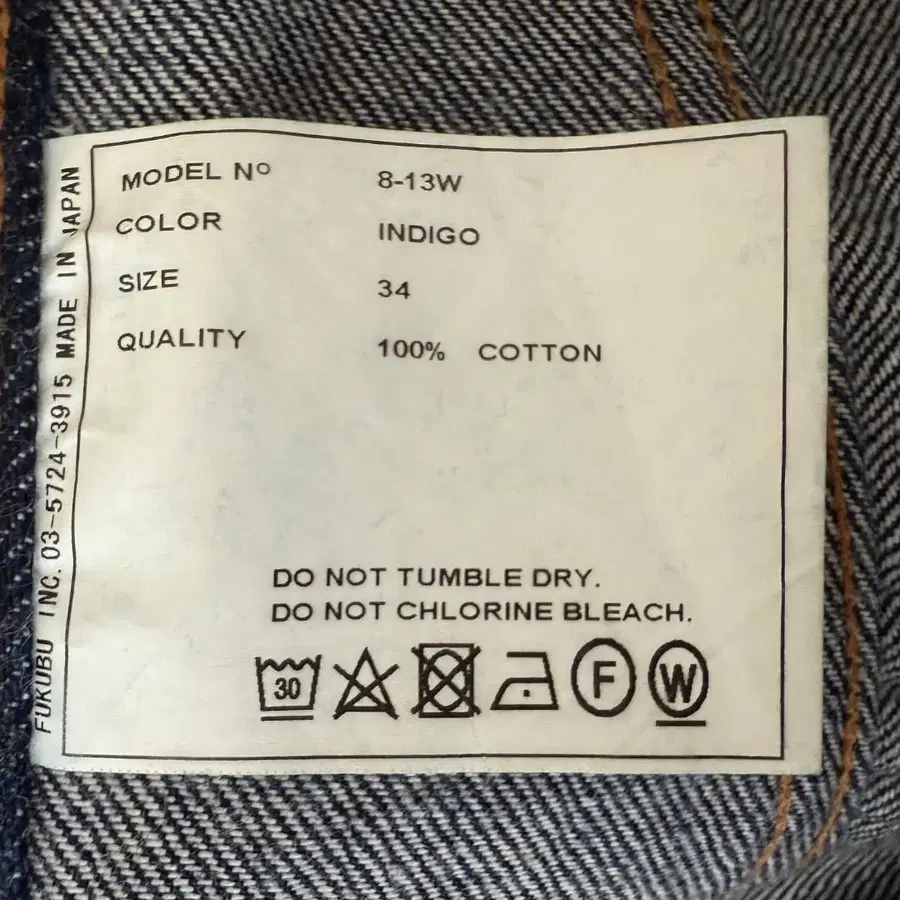 MODEL Nº 8-13W
COLOR INDIGO
SIZE 34
QUALITY 100% COTTON
DO NOT TUMBLE DRY.
DO NOT CHLORINE BLEACH.
30 F W
FUKUBU INC. 03-5724-3915 MADE IN JAPAN